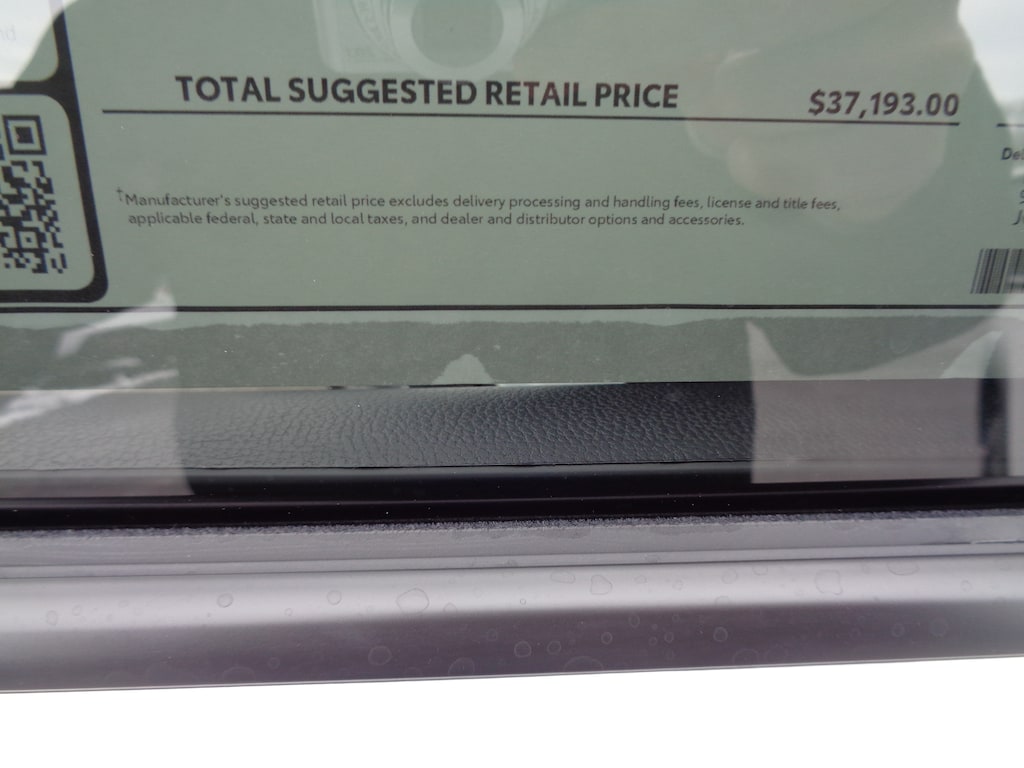 TOTAL SUGGESTED RETAIL PRICE $37,193.00
†Manufacturer's suggested retail price excludes delivery processing and handling fees, license and title fees,
applicable federal, state and local taxes, and dealer and distributor options and accessories.